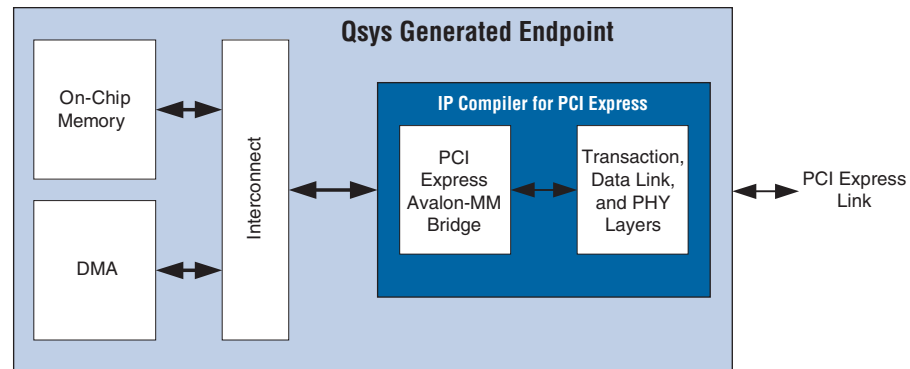 Qsys Generated Endpoint
On-Chip
Memory
DMA
Interconnect
IP Compiler for PCI Express
PCI
Express
Avalon-MM
Bridge
Transaction,
Data Link,
and PHY
Layers
PCI Express
Link